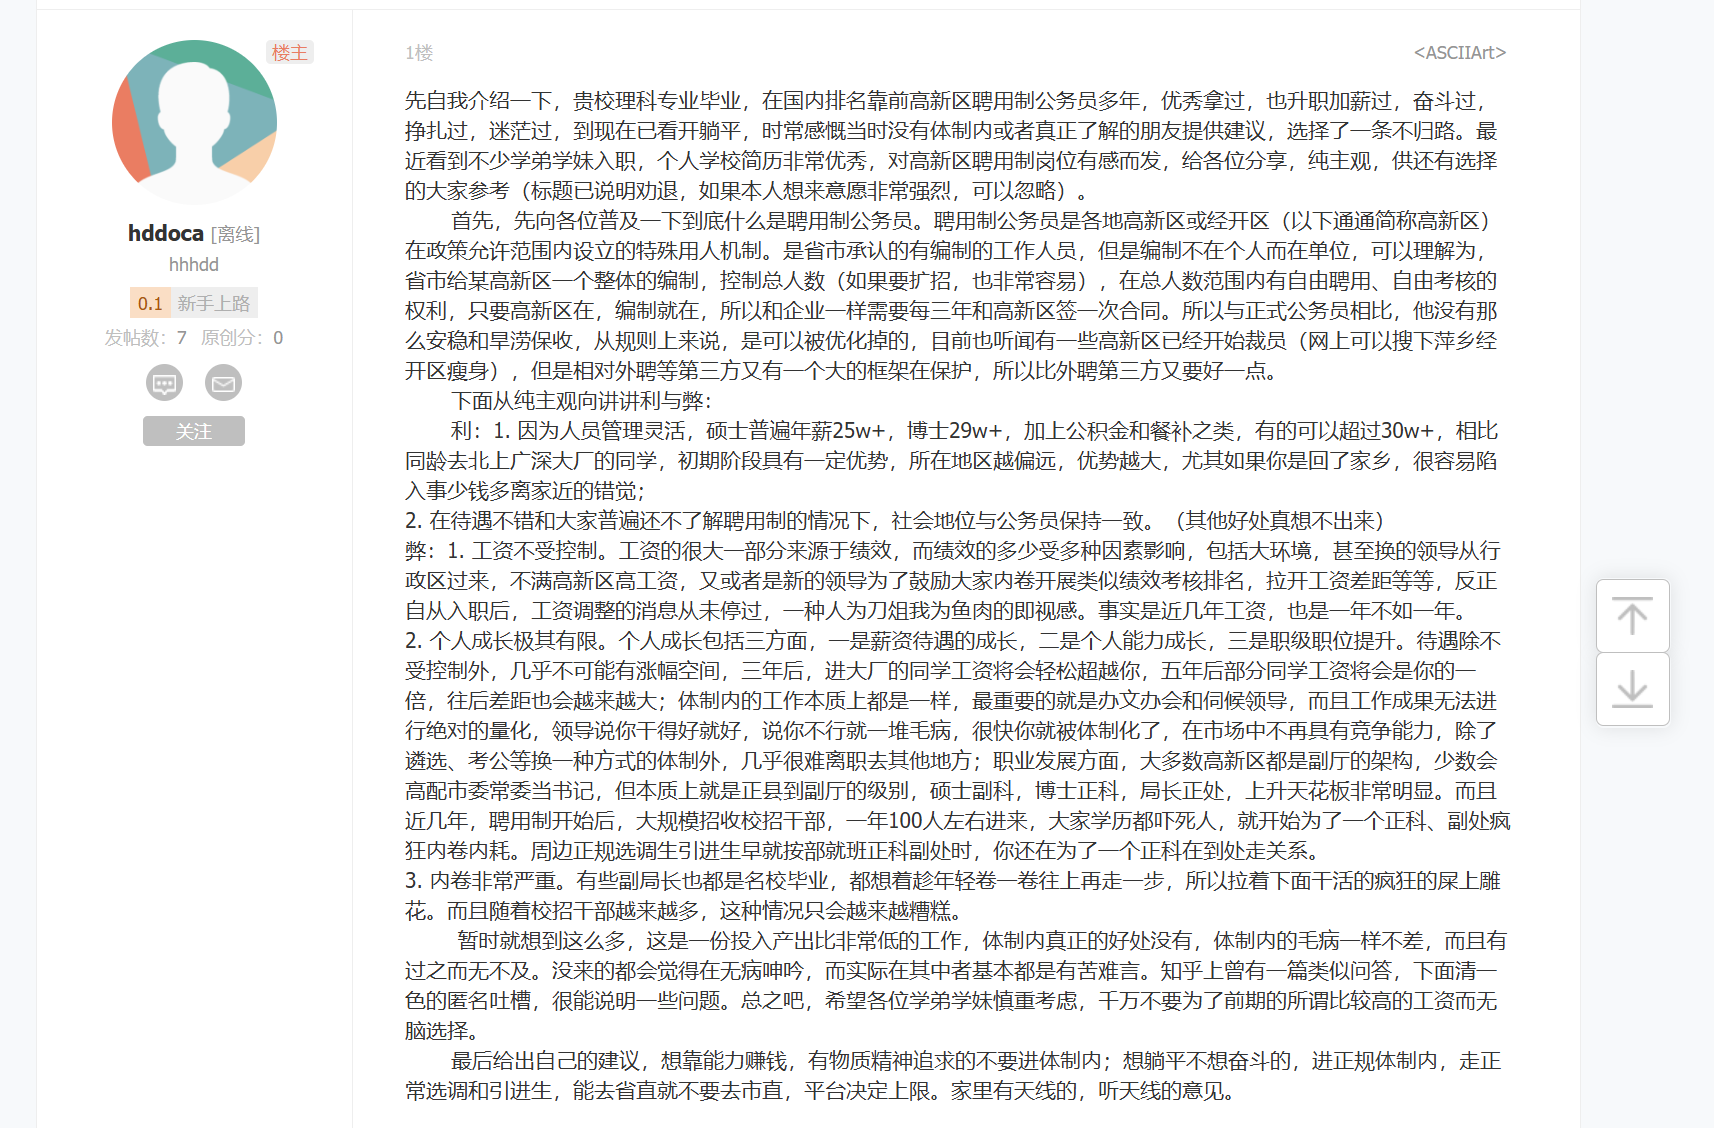 楼主
hddoca [离线]
hhhdd
0.1 新手上路
发帖数：7 原创分：0
关注
1楼
<ASCIIArt>
先自我介绍一下，贵校理科专业毕业，在国内排名靠前高新区聘用制公务员多年，优秀拿过，也升职加薪过，奋斗过，
挣扎过，迷茫过，到现在已看开躺平，时常感慨当时没有体制内或者真正了解的朋友提供建议，选择了一条不归路。最
近看到不少学弟学妹入职，个人学校简历非常优秀，对高新区聘用制岗位有感而发，给各位分享，纯主观，供还有选择
的大家参考（标题已说明劝退，如果本人想来意愿非常强烈，可以忽略）。
首先，先向各位普及一下到底什么是聘用制公务员。聘用制公务员是各地高新区或经开区（以下通通简称高新区）
在政策允许范围内设立的特殊用人机制。是省市承认的有编制的工作人员，但是编制不在个人而在单位，可以理解为，
省市给某高新区一个整体的编制，控制总人数（如果要扩招，也非常容易），在总人数范围内有自由聘用、自由考核的
权利，只要高新区在，编制就在，所以和企业一样需要每三年和高新区签一次合同。所以与正式公务员相比，他没有那
么安稳和旱涝保收，从规则上来说，是可以被优化掉的，目前也听闻有一些高新区已经开始裁员（网上可以搜下萍乡经
开区瘦身），但是相对外聘等第三方又有一个大的框架在保护，所以比外聘第三方又要好一点。
下面从纯主观向讲讲利与弊：
利：1. 因为人员管理灵活，硕士普遍年薪25w+，博士29w+，加上公积金和餐补之类，有的可以超过30w+，相比
同龄去北上广深大厂的同学，初期阶段具有一定优势，所在地区越偏远，优势越大，尤其如果你是回了家乡，很容易陷
入事少钱多离家近的错觉；
2. 在待遇不错和大家普遍还不了解聘用制的情况下，社会地位与公务员保持一致。（其他好处真想不出来）
弊：1. 工资不受控制。工资的很大一部分来源于绩效，而绩效的多少受多种因素影响，包括大环境，甚至换的领导从行
政区过来，不满高新区高工资，又或者是新的领导为了鼓励大家内卷开展类似绩效考核排名，拉开工资差距等等，反正
自从入职后，工资调整的消息从未停过，一种人为刀俎我为鱼肉的即视感。事实是近几年工资，也是一年不如一年。
2. 个人成长极其有限。个人成长包括三方面，一是薪资待遇的成长，二是个人能力成长，三是职级职位提升。待遇除不
受控制外，几乎不可能有涨幅空间，三年后，进大厂的同学工资将会轻松超越你，五年后部分同学工资将会是你的一
倍，往后差距也会越来越大；体制内的工作本质上都是一样，最重要的就是办文办会和伺候领导，而且工作成果无法进
行绝对的量化，领导说你干得好就好，说你不行就一堆毛病，很快你就被体制化了，在市场中不再具有竞争能力，除了
遴选、考公等换一种方式的体制外，几乎很难离职去其他地方；职业发展方面，大多数高新区都是副厅的架构，少数会
高配市委常委当书记，但本质上就是正县到副厅的级别，硕士副科，博士正科，局长正处，上升天花板非常明显。而且
近几年，聘用制开始后，大规模招收校招干部，一年100人左右进来，大家学历都吓死人，就开始为了一个正科、副处疯
狂内卷内耗。周边正规选调生引进生早就按部就班正科副处时，你还在为了一个正科在到处走关系。
3. 内卷非常严重。有些副局长也都是名校毕业，都想着趁年轻卷一卷往上再走一步，所以拉着下面干活的疯狂的屎上雕
花。而且随着校招干部越来越多，这种情况只会越来越糟糕。
暂时就想到这么多，这是一份投入产出比非常低的工作，体制内真正的好处没有，体制内的毛病一样不差，而且有
过之而无不及。没来的都会觉得在无病呻吟，而实际在其中者基本都是有苦难言。知乎上曾有一篇类似问答，下面清一
色的匿名吐槽，很能说明一些问题。总之吧，希望各位学弟学妹慎重考虑，千万不要为了前期的所谓比较高的工资而无
脑选择。
最后给出自己的建议，想靠能力赚钱，有物质精神追求的不要进体制内；想躺平不想奋斗的，进正规体制内，走正
常选调和引进生，能去省直就不要去市直，平台决定上限。家里有天线的，听天线的意见。